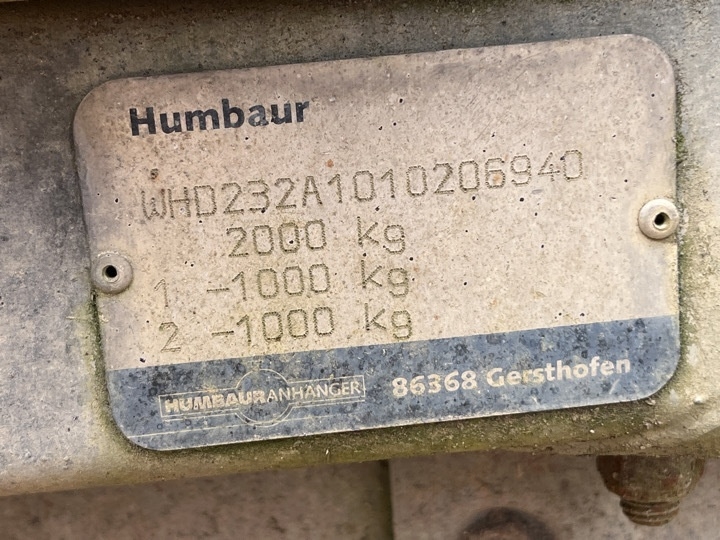 Humbaur
WHD232A1010206940
2000 kg
1 -1000 kg
2 -1000 kg
HUMBAURANHÄNGER 86368 Gersthofen